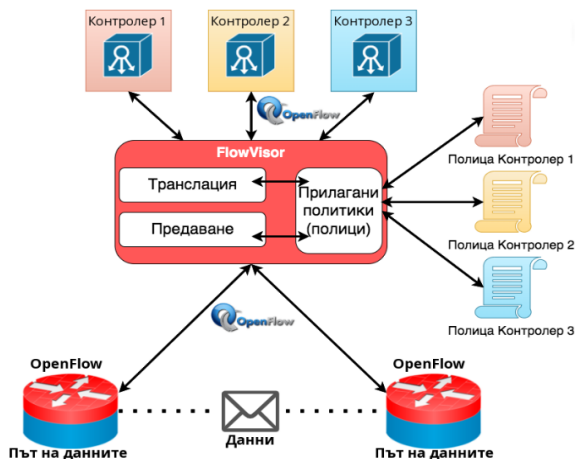 Контролер 1
Контролер 2
Контролер 3
OpenFlow
FlowVisor
Транслация
Предаване
Прилагани
политики
(полици)
Полица Контролер 1
Полица Контролер 2
Полица Контролер 3
OpenFlow
OpenFlow
OpenFlow
Данни
Път на данните
Път на данните